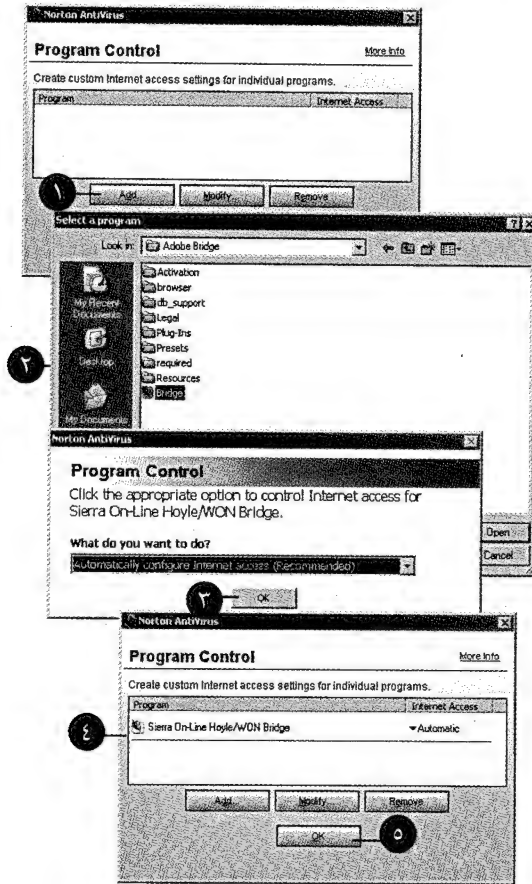 Norton AntiVirus
Program Control
More Info
Create custom Internet access settings for individual programs.
Program Internet Access
١
Add Modify Remove
Select a program
Look in: Adobe Bridge
My Recent Documents
Desktop
My Documents
Activation
browser
db_support
Legal
Plug-Ins
Presets
required
Resources
Bridge
٢
Open
Cancel
Norton AntiVirus
Program Control
Click the appropriate option to control Internet access for
Sierra On-Line Hoyle/WON Bridge.
What do you want to do?
Automatically configure Internet access (Recommended)
٣
OK
Norton AntiVirus
Program Control
More Info
Create custom Internet access settings for individual programs.
Program Internet Access
٤
Sierra On-Line Hoyle/WON Bridge Automatic
Add Modify Remove
OK
٥